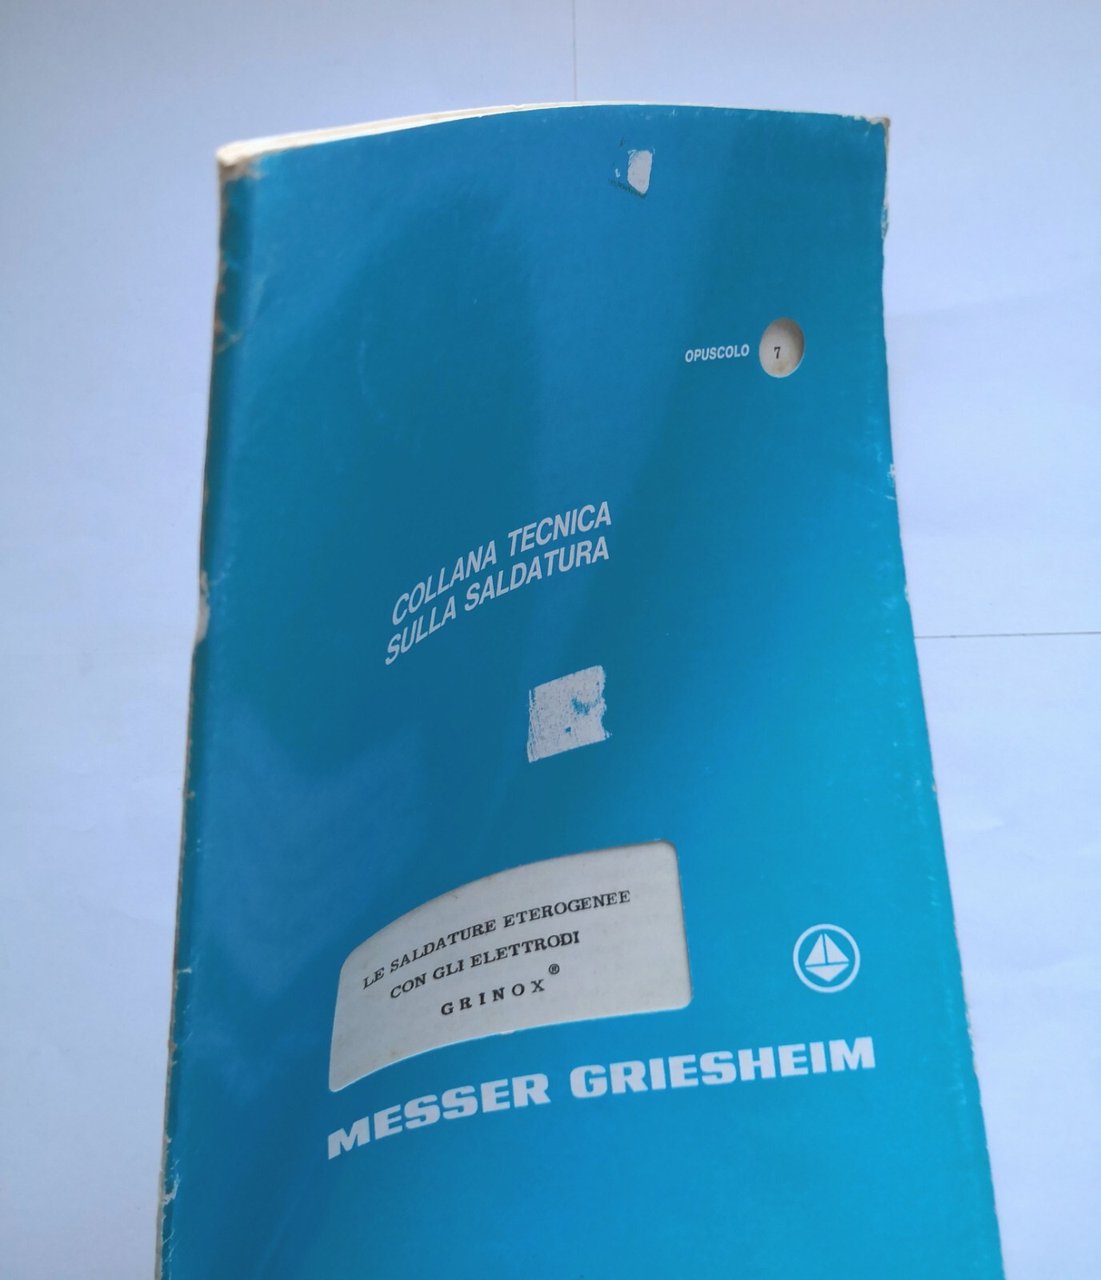 OPUSCOLO 7
COLLANA TECNICA
SULLA SALDATURA
LE SALDATURE ETEROGENEE
CON GLI ELETTRODI
GRINOX®
MESSER GRIESHEIM